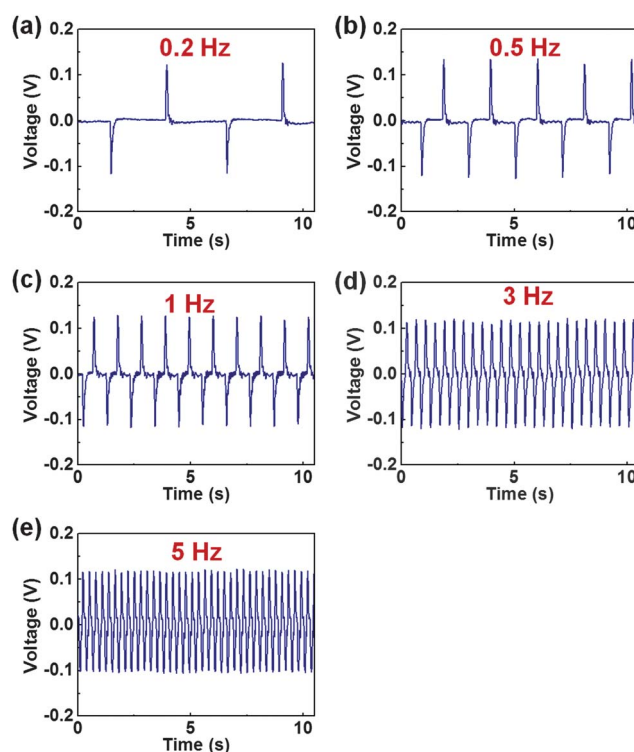 (a)
0.2 Hz
Voltage (V)
0.2
0.1
0.0
-0.1
-0.2
0 5 10
Time (s)
(b)
0.5 Hz
Voltage (V)
0.2
0.1
0.0
-0.1
-0.2
0 5 10
Time (s)
(c)
1 Hz
Voltage (V)
0.2
0.1
0.0
-0.1
-0.2
0 5 10
Time (s)
(d)
3 Hz
Voltage (V)
0.2
0.1
0.0
-0.1
-0.2
0 5 10
Time (s)
(e)
5 Hz
Voltage (V)
0.2
0.1
0.0
-0.1
-0.2
0 5 10
Time (s)